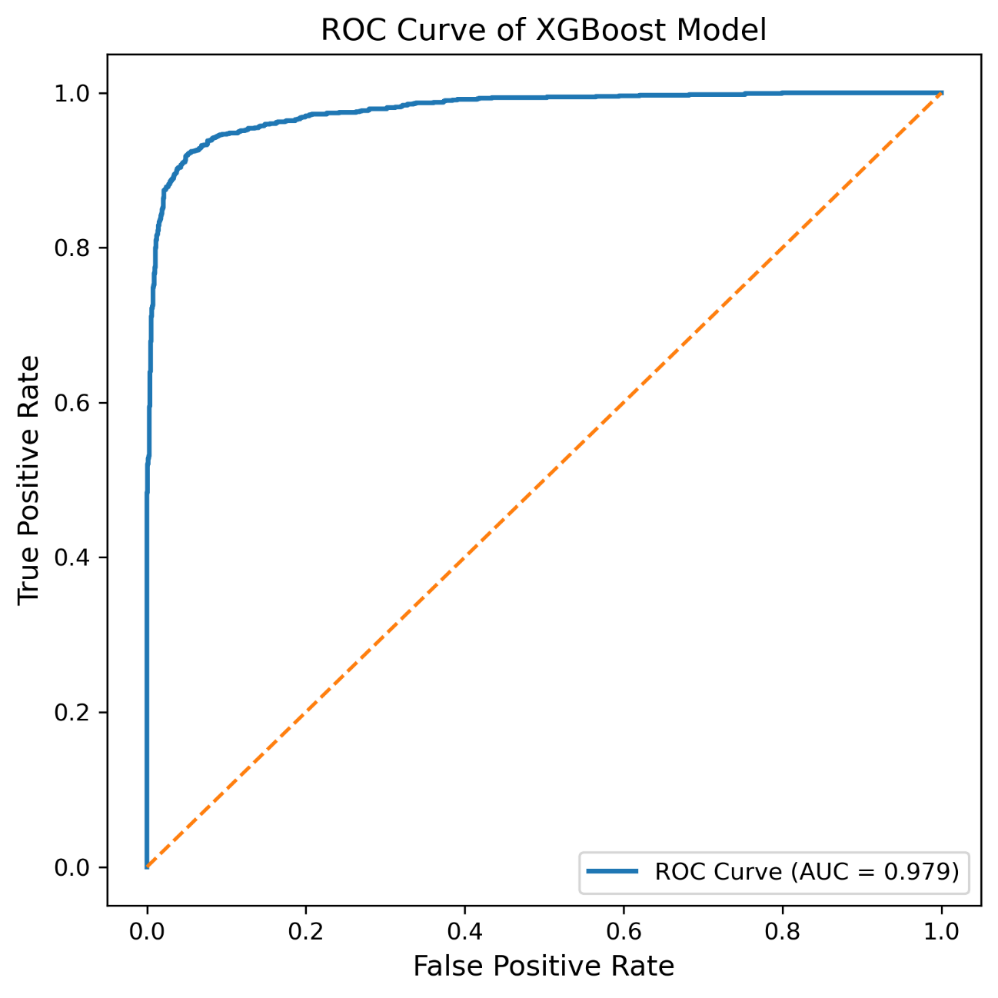 ROC Curve of XGBoost Model
True Positive Rate
1.0
0.8
0.6
0.4
0.2
0.0
ROC Curve (AUC = 0.979)
0.0 0.2 0.4 0.6 0.8 1.0
False Positive Rate